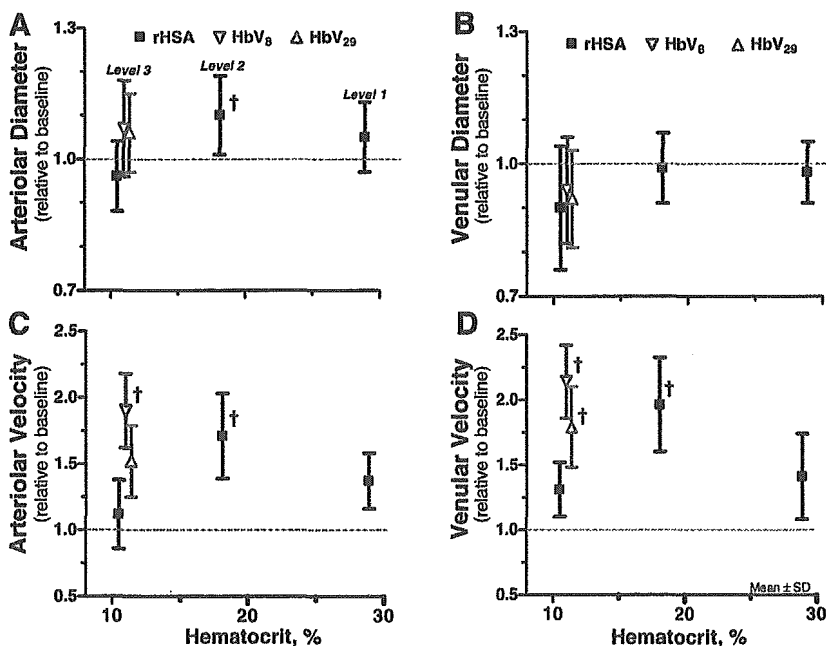 A
Arteriolar Diameter
(relative to baseline)
1.3
1.0
0.7
rHSA HbV8 HbV29
Level 3 Level 2 Level 1
†
B
Venular Diameter
(relative to baseline)
1.3
1.0
0.7
rHSA HbV8 HbV29
10 20 30
C
Arteriolar Velocity
(relative to baseline)
2.5
2.0
1.5
1.0
0.5
† †
10 20 30
Hematocrit, %
D
Venular Velocity
(relative to baseline)
2.5
2.0
1.5
1.0
0.5
† † †
Mean ± SD
10 20 30
Hematocrit, %